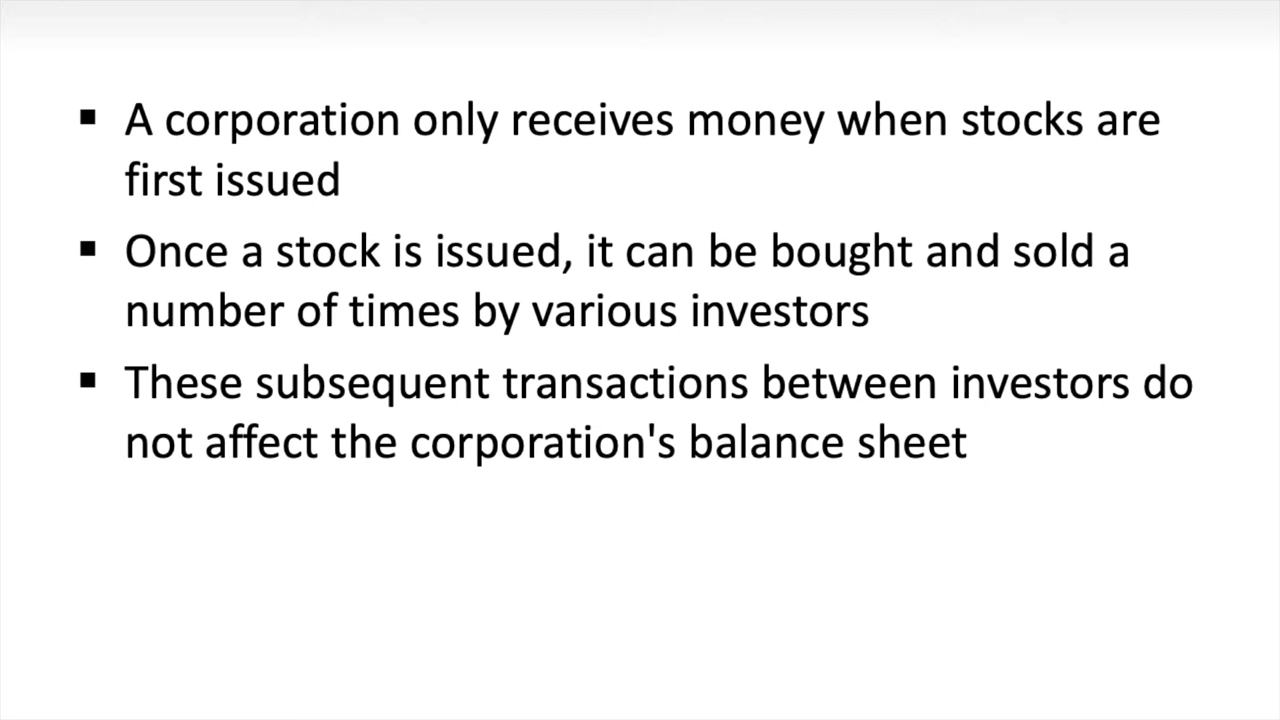 ▪ A corporation only receives money when stocks are
first issued
▪ Once a stock is issued, it can be bought and sold a
number of times by various investors
▪ These subsequent transactions between investors do
not affect the corporation's balance sheet